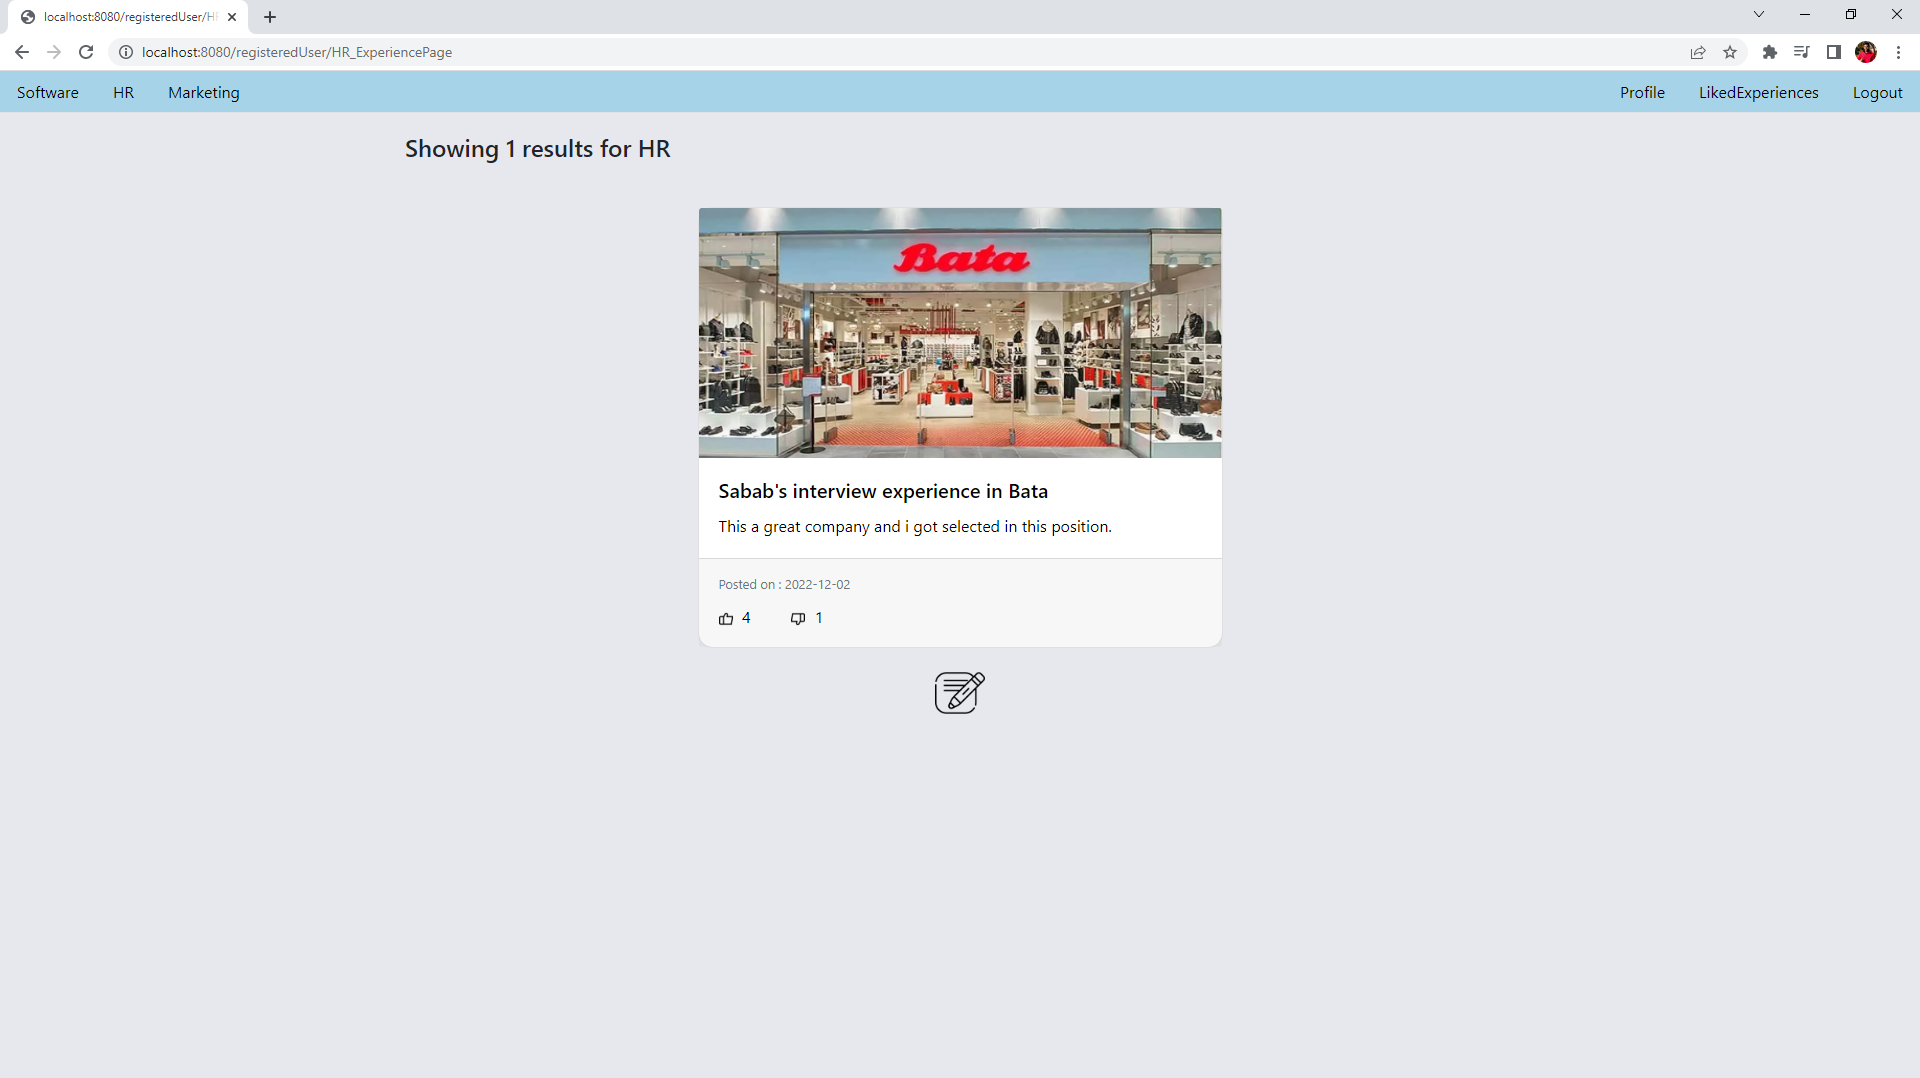 localhost:8080/registeredUser/HR
localhost:8080/registeredUser/HR_ExperiencePage
Software HR Marketing Profile LikedExperiences Logout
Showing 1 results for HR
Bata
Sabab's interview experience in Bata
This a great company and i got selected in this position.
Posted on : 2022-12-02
4 1